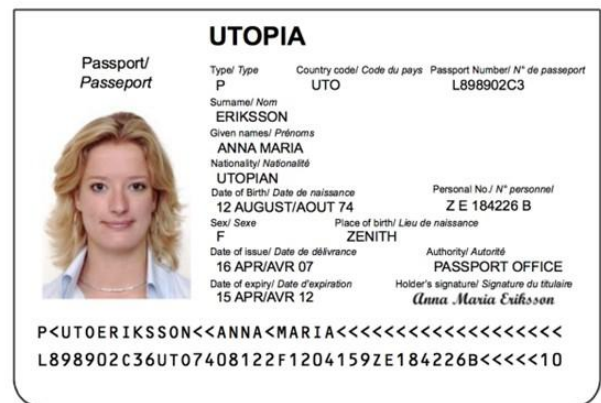 UTOPIA
Passport/
Passeport
Type/ Type Country code/ Code du pays Passport Number/ N° de passeport
P UTO L898902C3
Surname/ Nom
ERIKSSON
Given names/ Prénoms
ANNA MARIA
Nationality/ Nationalité
UTOPIAN
Date of Birth/ Date de naissance Personal No./ N° personnel
12 AUGUST/AOUT 74 Z E 184226 B
Sex/ Sexe Place of birth/ Lieu de naissance
F ZENITH
Date of issue/ Date de délivrance Authority/ Autorité
16 APR/AVR 07 PASSPORT OFFICE
Date of expiry/ Date d'expiration Holder's signature/ Signature du titulaire
15 APR/AVR 12 Anna Maria Eriksson
P<UTOERIKSSON<<ANNA<MARIA<<<<<<<<<<<<<<<<<<<
L898902C36UTO7408122F1204159ZE184226B<<<<<10